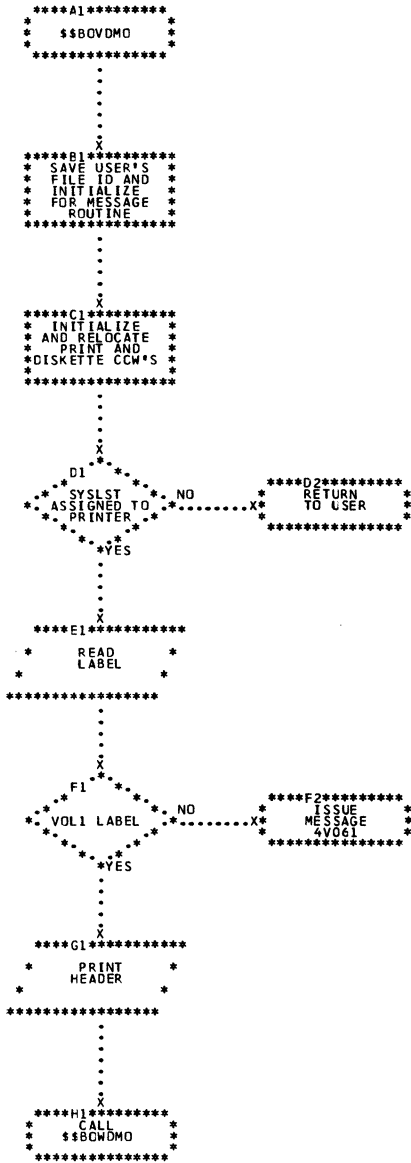 A1
$$BOVDMO
B1
SAVE USER'S
FILE ID AND
INITIALIZE
FOR MESSAGE
ROUTINE
C1
INITIALIZE
AND RELOCATE
PRINT AND
DISKETTE CCW'S
D1
SYSLST
ASSIGNED TO
PRINTER
NO
YES
D2
RETURN
TO USER
E1
READ
LABEL
F1
VOL1 LABEL
NO
YES
F2
ISSUE
MESSAGE
4V061
G1
PRINT
HEADER
H1
CALL
$$BOWDMO